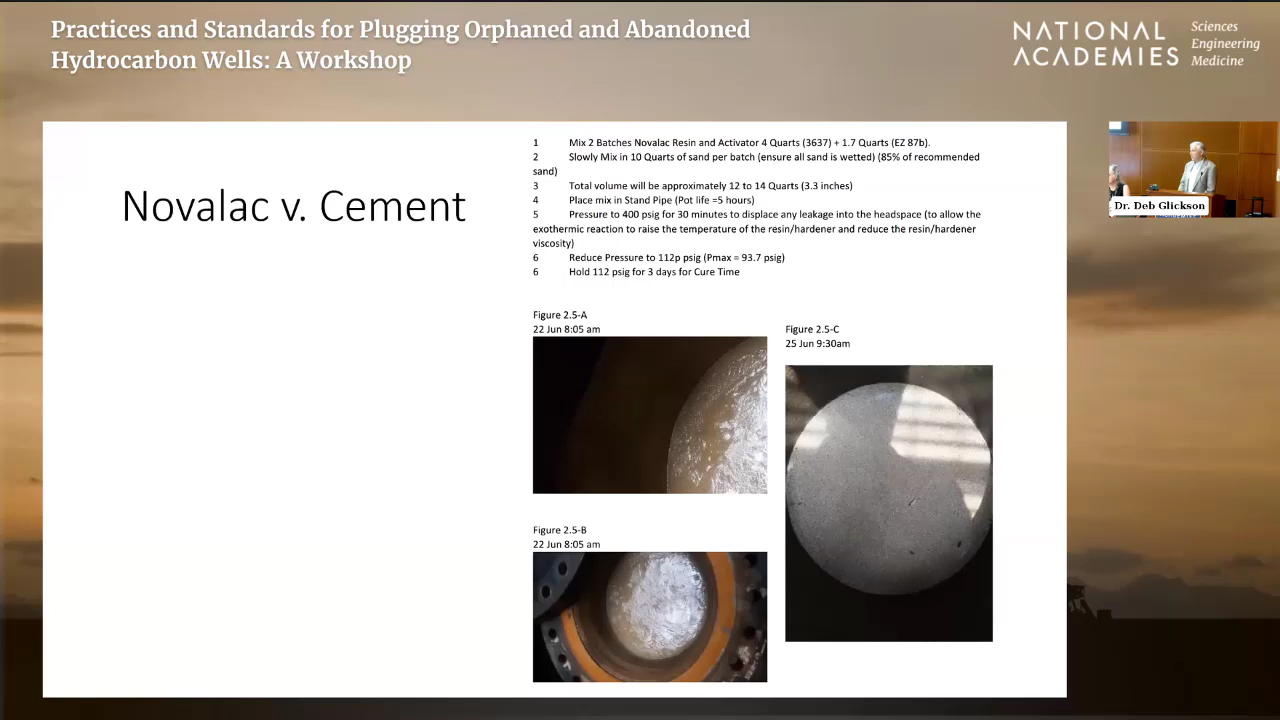 Practices and Standards for Plugging Orphaned and Abandoned
Hydrocarbon Wells: A Workshop
NATIONAL
ACADEMIES
Sciences
Engineering
Medicine
Novalac v. Cement
1 Mix 2 Batches Novalac Resin and Activator 4 Quarts (3637) + 1.7 Quarts (EZ 87b).
2 Slowly Mix in 10 Quarts of sand per batch (ensure all sand is wetted) (85% of recommended
sand)
3 Total volume will be approximately 12 to 14 Quarts (3.3 inches)
4 Place mix in Stand Pipe (Pot life =5 hours)
5 Pressure to 400 psig for 30 minutes to displace any leakage into the headspace (to allow the
exothermic reaction to raise the temperature of the resin/hardener and reduce the resin/hardener
viscosity)
6 Reduce Pressure to 112p psig (Pmax = 93.7 psig)
6 Hold 112 psig for 3 days for Cure Time
Figure 2.5-A
22 Jun 8:05 am
Figure 2.5-C
25 Jun 9:30am
Figure 2.5-B
22 Jun 8:05 am
Dr. Deb Glickson